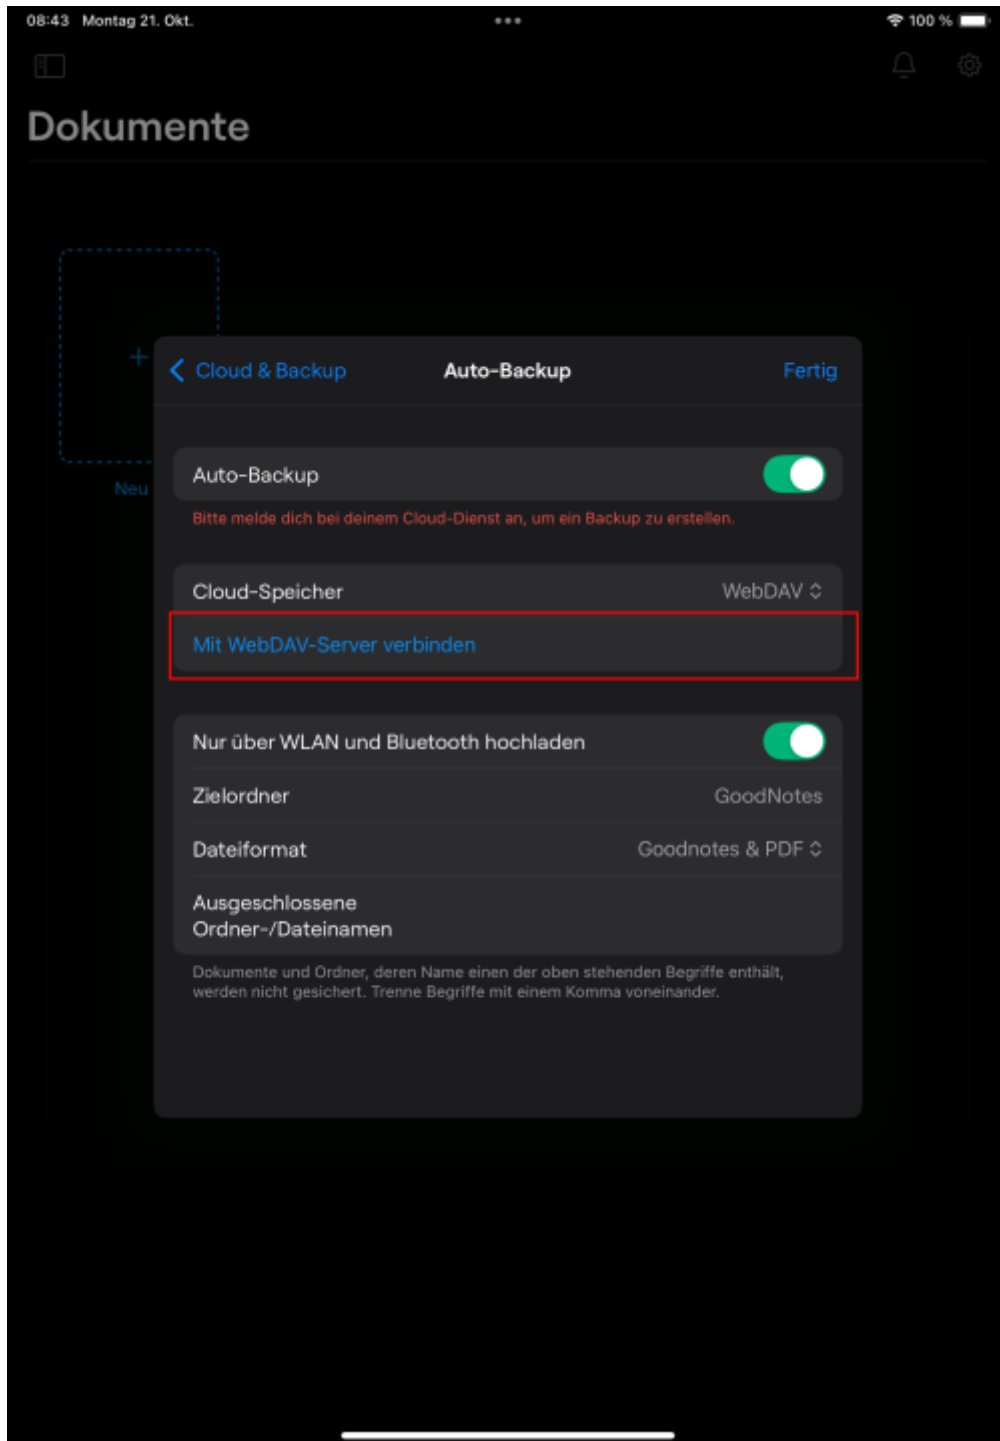 08:43 Montag 21. Okt.
100 %
Dokumente
Cloud & Backup
Auto-Backup
Fertig
Neu
Auto-Backup
Bitte melde dich bei deinem Cloud-Dienst an, um ein Backup zu erstellen.
Cloud-Speicher
WebDAV
Mit WebDAV-Server verbinden
Nur über WLAN und Bluetooth hochladen
Zielordner
GoodNotes
Dateiformat
Goodnotes & PDF
Ausgeschlossene
Ordner-/Dateinamen
Dokumente und Ordner, deren Name einen der oben stehenden Begriffe enthält,
werden nicht gesichert. Trenne Begriffe mit einem Komma voneinander.